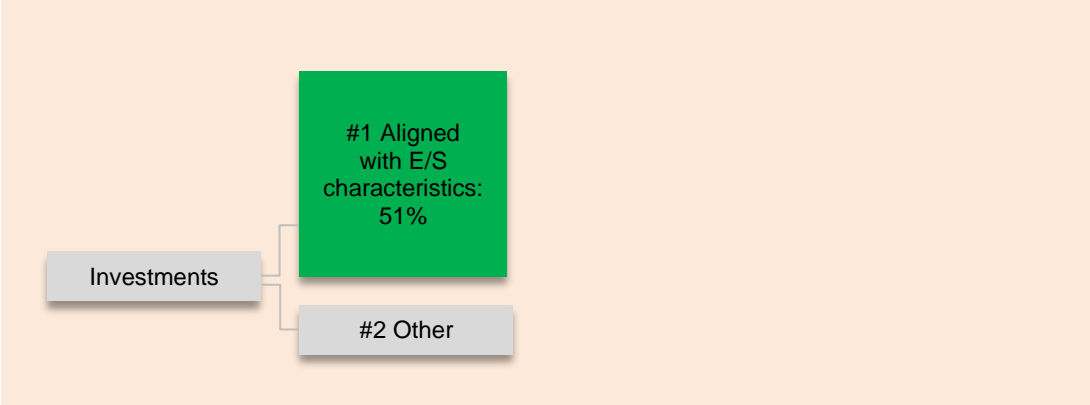 #1 Aligned
with E/S
characteristics:
51%
Investments
#2 Other